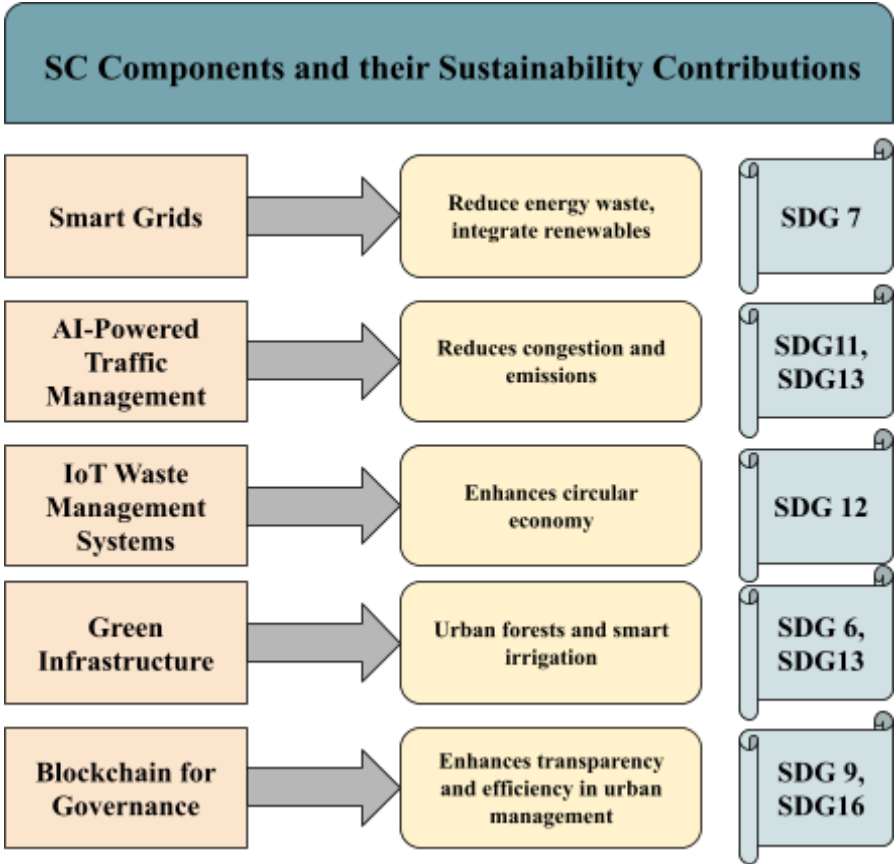 SC Components and their Sustainability Contributions
Smart Grids
Reduce energy waste,
integrate renewables
SDG 7
AI-Powered
Traffic
Management
Reduces congestion and
emissions
SDG11,
SDG13
IoT Waste
Management
Systems
Enhances circular
economy
SDG 12
Green
Infrastructure
Urban forests and smart
irrigation
SDG 6,
SDG13
Blockchain for
Governance
Enhances transparency
and efficiency in urban
management
SDG 9,
SDG16